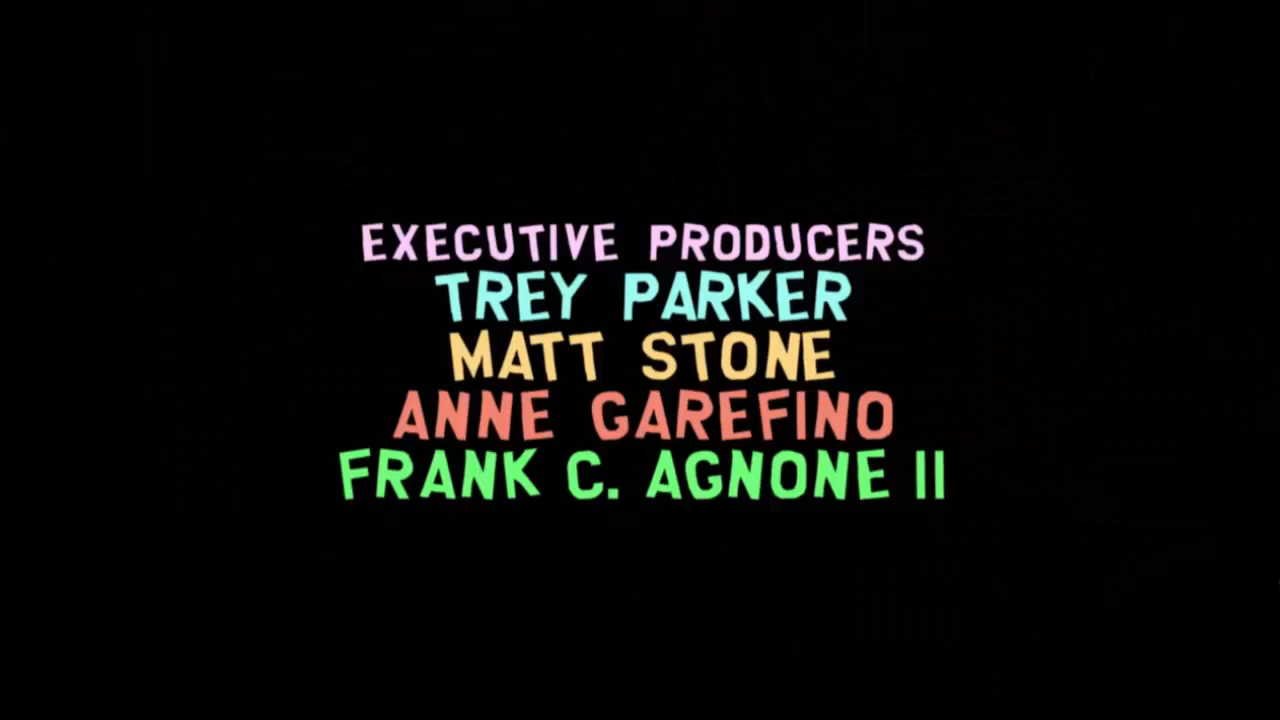 EXECUTIVE PRODUCERS
TREY PARKER
MATT STONE
ANNE GAREFINO
FRANK C. AGNONE II